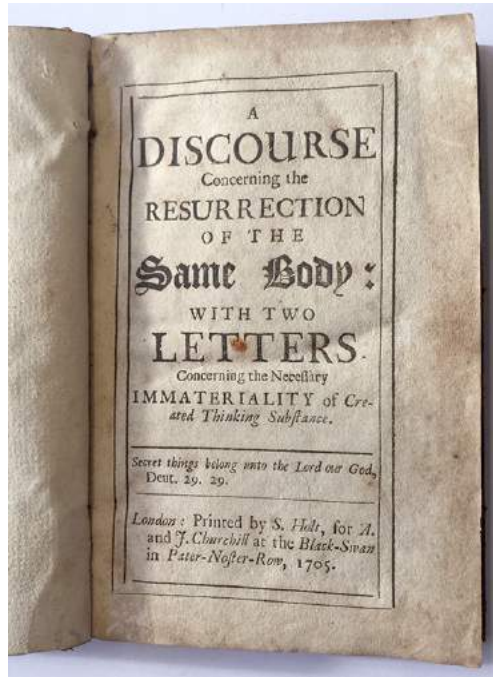 A
DISCOURSE
Concerning the
RESURRECTION
OF THE
Same Body:
WITH TWO
LETTERS.
Concerning the Neceſſary
IMMATERIALITY of Cre-
ated Thinking Subſtance.
Secret things belong unto the Lord our God,
Deut. 29. 29.
London: Printed by S. Holt, for A.
and J. Churchill at the Black-Swan
in Pater-Noſter-Row, 1705.